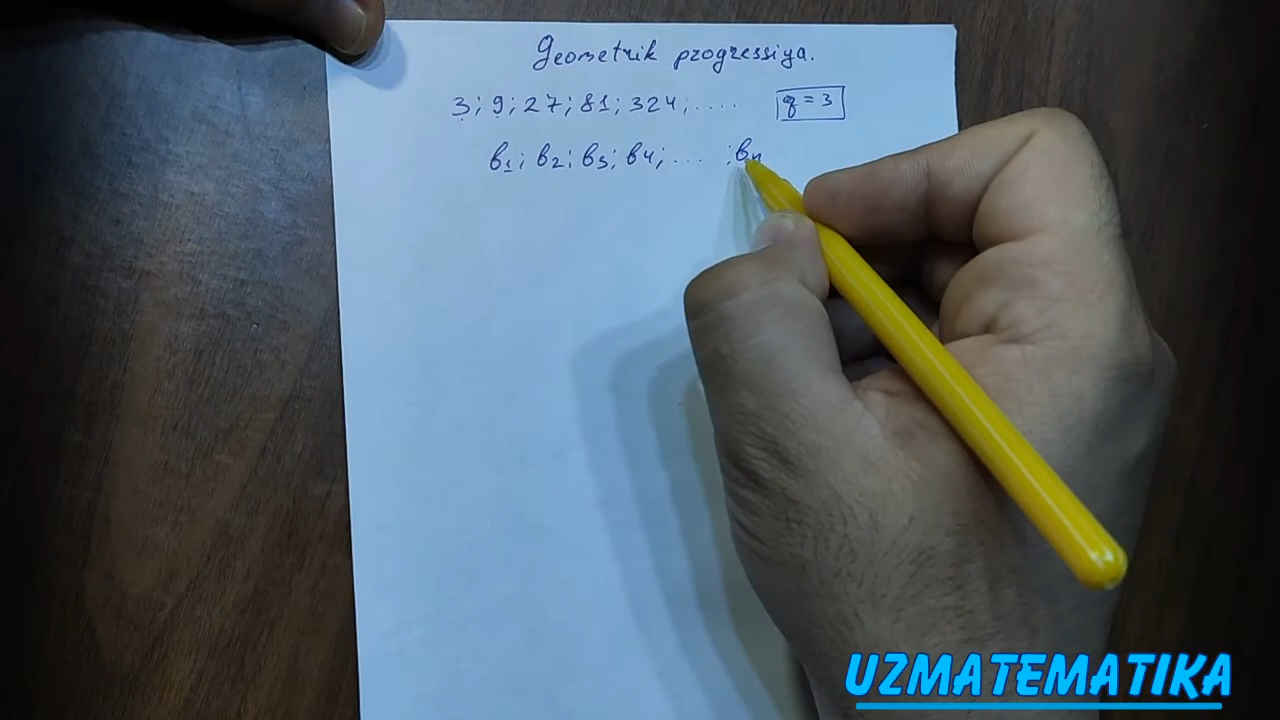 Geometrik progressiya.
3; 9; 27; 81; 324; .... q = 3
b1; b2; b3; b4; ... ; bn
UZMATEMATIKA